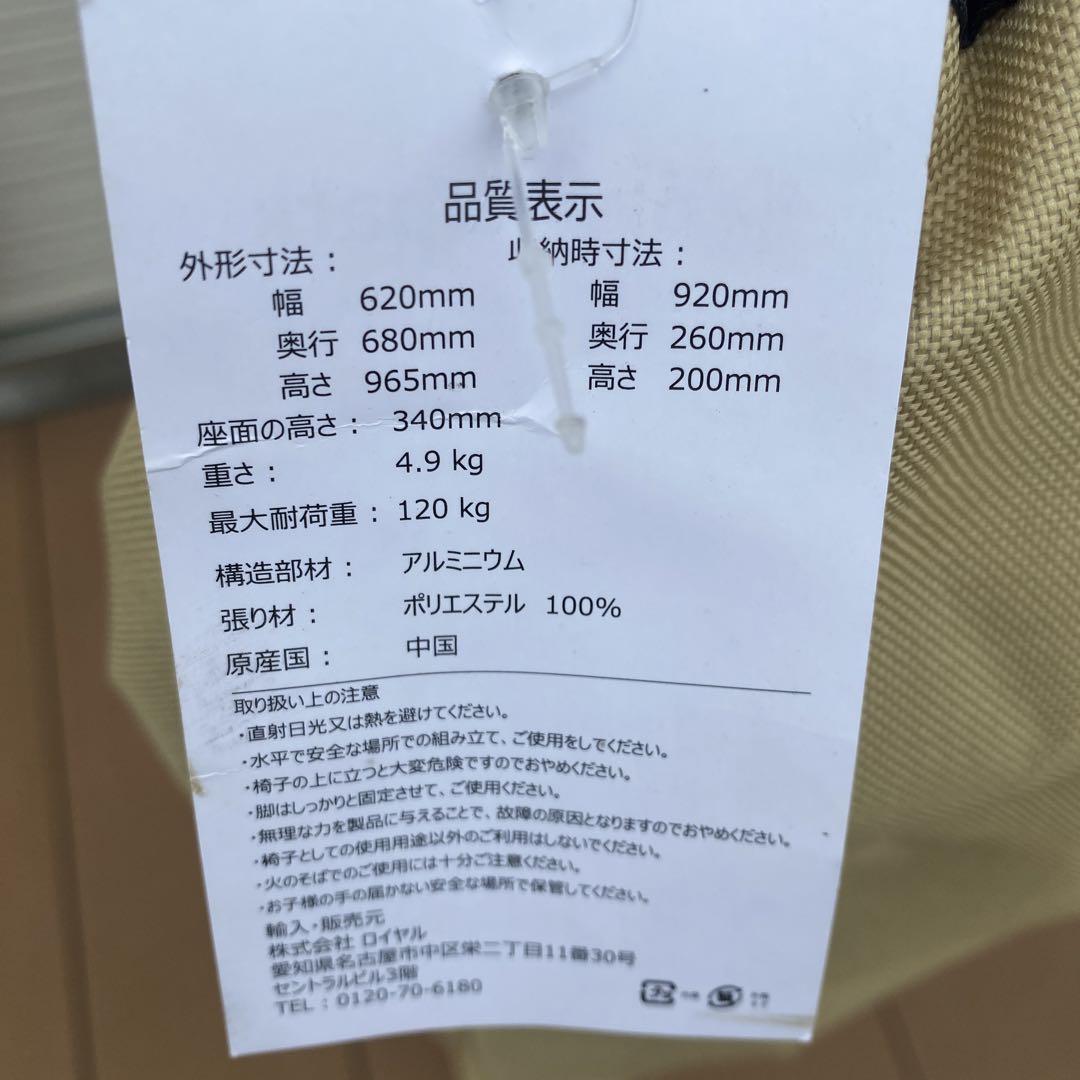 品質表示
外形寸法： 収納時寸法：
幅 620mm 幅 920mm
奥行 680mm 奥行 260mm
高さ 965mm 高さ 200mm
座面の高さ： 340mm
重さ： 4.9 kg
最大耐荷重： 120 kg
構造部材： アルミニウム
張り材： ポリエステル 100%
原産国： 中国
取り扱い上の注意
・直射日光又は熱を避けてください。
・水平で安全な場所での組み立て、ご使用をしてください。
・椅子の上に立つと大変危険ですのでおやめください。
・脚はしっかりと固定させて、ご使用ください。
・無理な力を製品に与えることで、故障の原因となりますのでおやめください。
・椅子としての使用用途以外のご利用はしないでください。
・火のそばでのご使用には十分ご注意ください。
・お子様の手の届かない安全な場所で保管してください。
輸入・販売元
株式会社 ロイヤル
愛知県名古屋市中区栄二丁目11番30号
セントラルビル3階
TEL：0120-70-6180
プラ